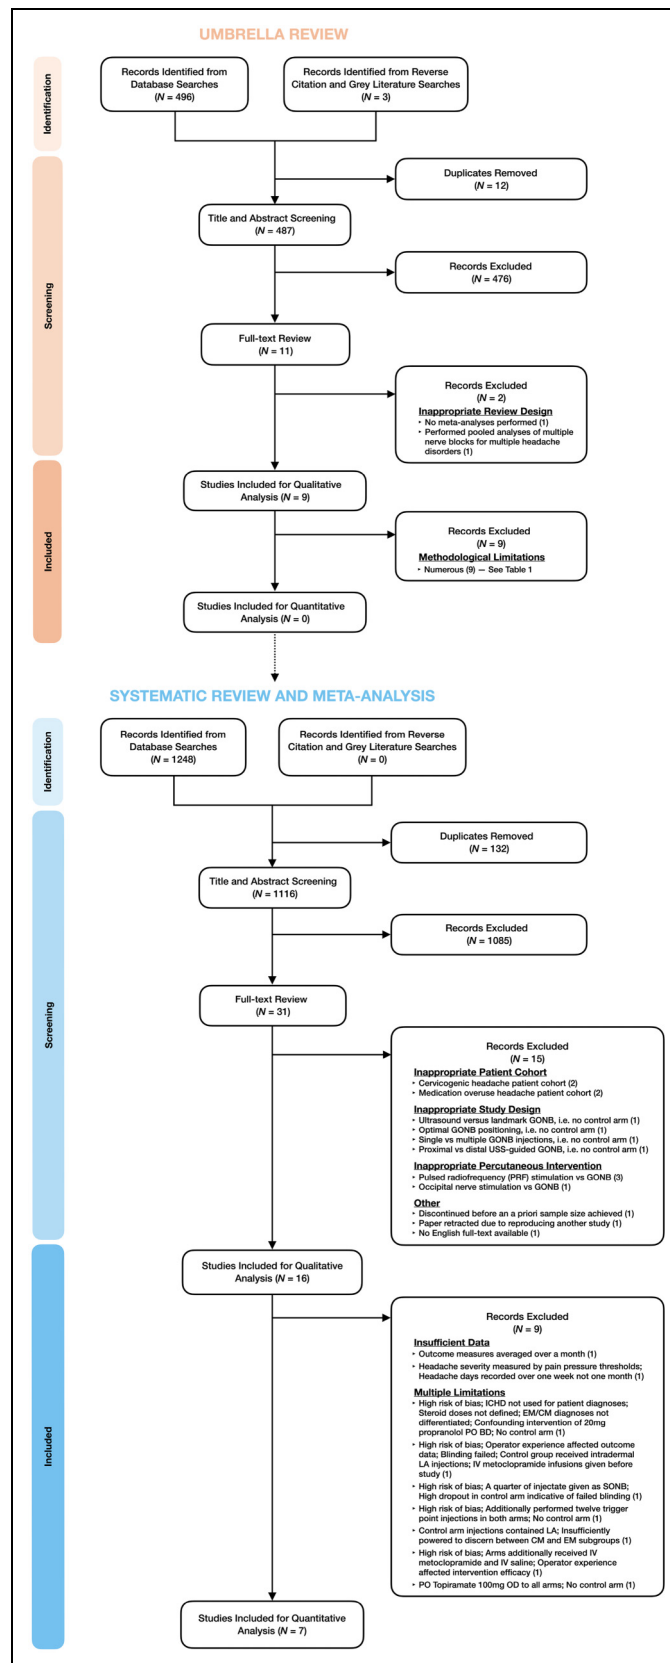 UMBRELLA REVIEW
Identification
Records Identified from
Database Searches
(N = 496)
Records Identified from Reverse
Citation and Grey Literature Searches
(N = 3)
Screening
Duplicates Removed
(N = 12)
Title and Abstract Screening
(N = 487)
Records Excluded
(N = 476)
Full-text Review
(N = 11)
Records Excluded
(N = 2)
Inappropriate Review Design
‣ No meta-analyses performed (1)
‣ Performed pooled analyses of multiple
nerve blocks for multiple headache
disorders (1)
Included
Studies Included for Qualitative
Analysis (N = 9)
Records Excluded
(N = 9)
Methodological Limitations
‣ Numerous (9) — See Table 1
Studies Included for Quantitative
Analysis (N = 0)
SYSTEMATIC REVIEW AND META-ANALYSIS
Identification
Records Identified from
Database Searches
(N = 1248)
Records Identified from Reverse
Citation and Grey Literature Searches
(N = 0)
Screening
Duplicates Removed
(N = 132)
Title and Abstract Screening
(N = 1116)
Records Excluded
(N = 1085)
Full-text Review
(N = 31)
Records Excluded
(N = 15)
Inappropriate Patient Cohort
‣ Cervicogenic headache patient cohort (2)
‣ Medication overuse headache patient cohort (2)
Inappropriate Study Design
‣ Ultrasound versus landmark GONB, i.e. no control arm (1)
‣ Optimal GONB positioning, i.e. no control arm (1)
‣ Single vs multiple GONB injections, i.e. no control arm (1)
‣ Proximal vs distal USS-guided GONB, i.e. no control arm (1)
Inappropriate Percutaneous Intervention
‣ Pulsed radiofrequency (PRF) stimulation vs GONB (3)
‣ Occipital nerve stimulation vs GONB (1)
Other
‣ Discontinued before an a priori sample size achieved (1)
‣ Paper retracted due to reproducing another study (1)
‣ No English full-text available (1)
Included
Studies Included for Qualitative
Analysis (N = 16)
Records Excluded
(N = 9)
Insufficient Data
‣ Outcome measures averaged over a month (1)
‣ Headache severity measured by pain pressure thresholds;
Headache days recorded over one week not one month (1)
Multiple Limitations
‣ High risk of bias; ICHD not used for patient diagnoses;
Steroid doses not defined; EM/CM diagnoses not
differentiated; Confounding intervention of 20mg
propranolol PO BD; No control arm (1)
‣ High risk of bias; Operator experience affected outcome
data; Blinding failed; Control group received intradermal
LA injections; IV metoclopramide infusions given before
study (1)
‣ High risk of bias; A quarter of injectate given as SONB;
High dropout in control arm indicative of failed blinding (1)
‣ High risk of bias; Additionally performed twelve trigger
point injections in both arms; No control arm (1)
‣ Control arm injections contained LA; Insufficiently
powered to discern between CM and EM subgroups (1)
‣ High risk of bias; Arms additionally received IV
metoclopramide and IV saline; Operator experience
affected intervention efficacy (1)
‣ PO Topiramate 100mg OD to all arms; No control arm (1)
Studies Included for Quantitative
Analysis (N = 7)